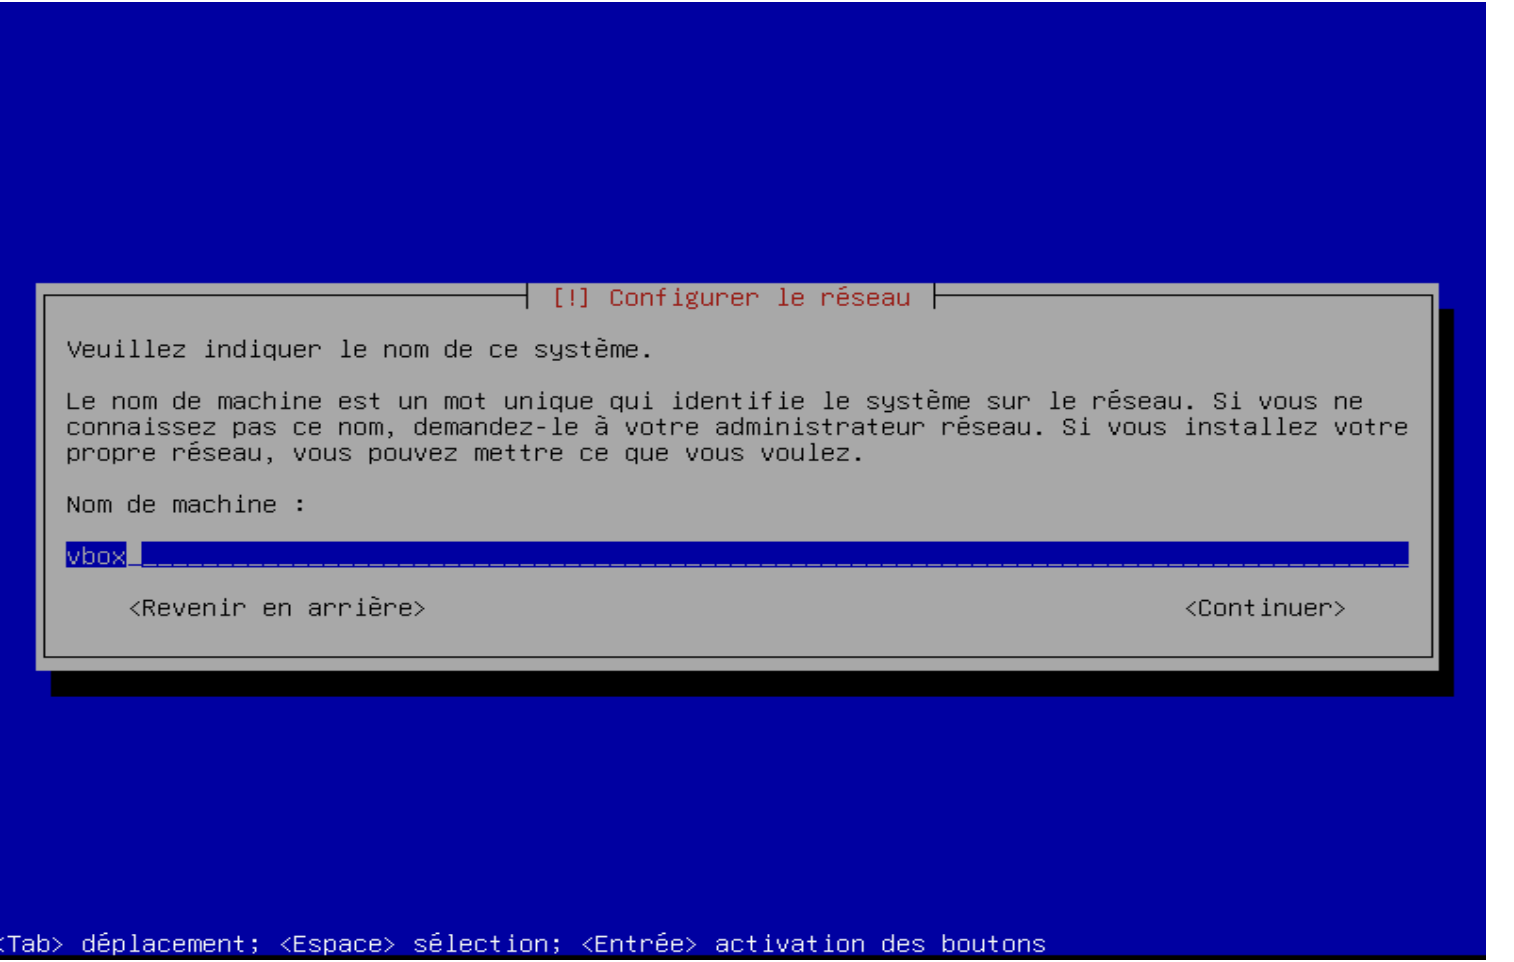 [!] Configurer le réseau
Veuillez indiquer le nom de ce système.
Le nom de machine est un mot unique qui identifie le système sur le réseau. Si vous ne
connaissez pas ce nom, demandez-le à votre administrateur réseau. Si vous installez votre
propre réseau, vous pouvez mettre ce que vous voulez.
Nom de machine :
vbox
<Revenir en arrière> <Continuer>
<Tab> déplacement; <Espace> sélection; <Entrée> activation des boutons